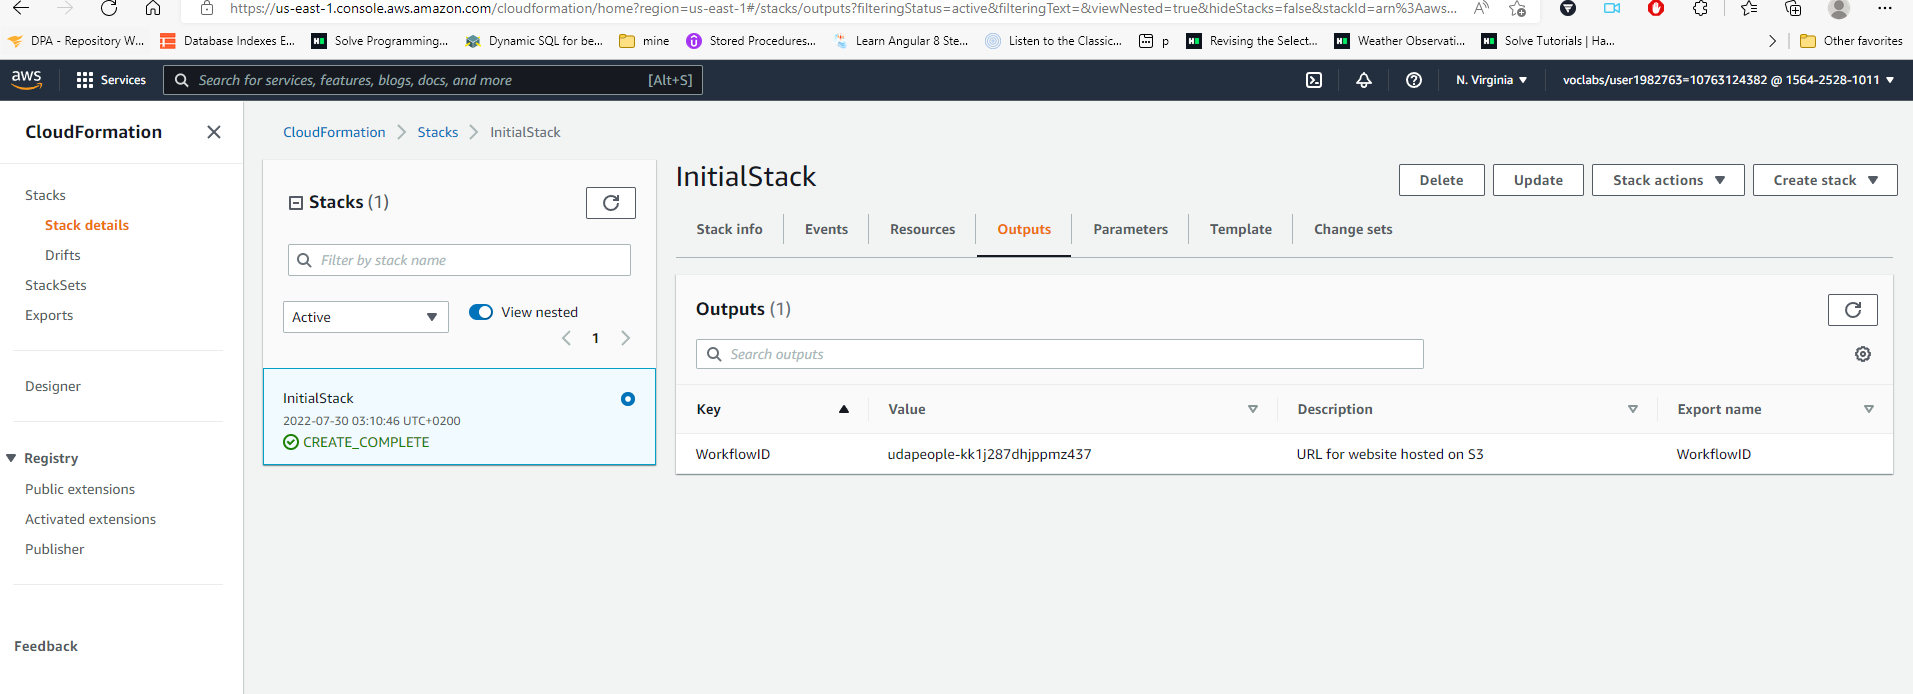 https://us-east-1.console.aws.amazon.com/cloudformation/home?region=us-east-1#/stacks/outputs?filteringStatus=active&filteringText=&viewNested=true&hideStacks=false&stackId=arn%3Aaws...
DPA - Repository W... Database Indexes E... Solve Programming... Dynamic SQL for be... mine Stored Procedures... Learn Angular 8 Ste... Listen to the Classic... p Revising the Select... Weather Observati... Solve Tutorials | Ha... Other favorites
aws Services Search for services, features, blogs, docs, and more [Alt+S] N. Virginia voclabs/user1982763=10763124382 @ 1564-2528-1011
CloudFormation
Stacks
Stack details
Drifts
StackSets
Exports
Designer
Registry
Public extensions
Activated extensions
Publisher
Feedback
CloudFormation Stacks InitialStack
Stacks (1)
Filter by stack name
Active View nested
1
InitialStack
2022-07-30 03:10:46 UTC+0200
CREATE_COMPLETE
InitialStack
Delete Update Stack actions Create stack
Stack info Events Resources Outputs Parameters Template Change sets
Outputs (1)
Search outputs
Key Value Description Export name
WorkflowID udapeople-kk1j287dhjppmz437 URL for website hosted on S3 WorkflowID